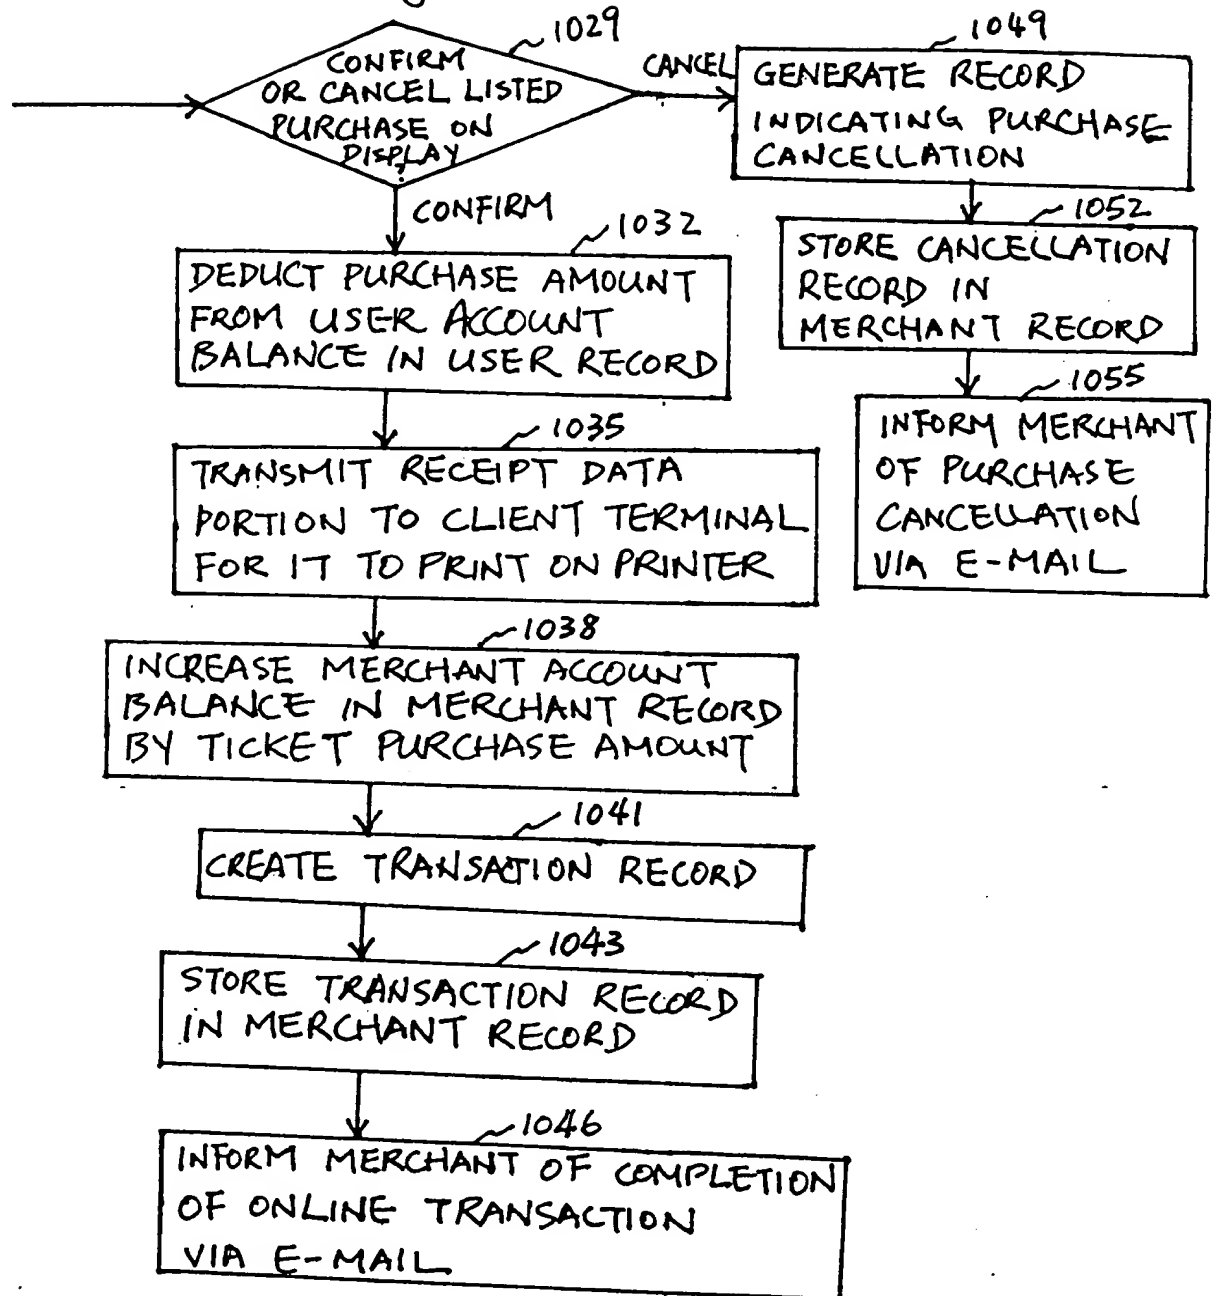 1029
CONFIRM
OR CANCEL LISTED
PURCHASE ON
DISPLAY
CANCEL
1049
GENERATE RECORD
INDICATING PURCHASE
CANCELLATION
CONFIRM
1052
STORE CANCELLATION
RECORD IN
MERCHANT RECORD
1055
INFORM MERCHANT
OF PURCHASE
CANCELLATION
VIA E-MAIL
1032
DEDUCT PURCHASE AMOUNT
FROM USER ACCOUNT
BALANCE IN USER RECORD
1035
TRANSMIT RECEIPT DATA
PORTION TO CLIENT TERMINAL
FOR IT TO PRINT ON PRINTER
1038
INCREASE MERCHANT ACCOUNT
BALANCE IN MERCHANT RECORD
BY TICKET PURCHASE AMOUNT
1041
CREATE TRANSATION RECORD
1043
STORE TRANSACTION RECORD
IN MERCHANT RECORD
1046
INFORM MERCHANT OF COMPLETION
OF ONLINE TRANSACTION
VIA E-MAIL